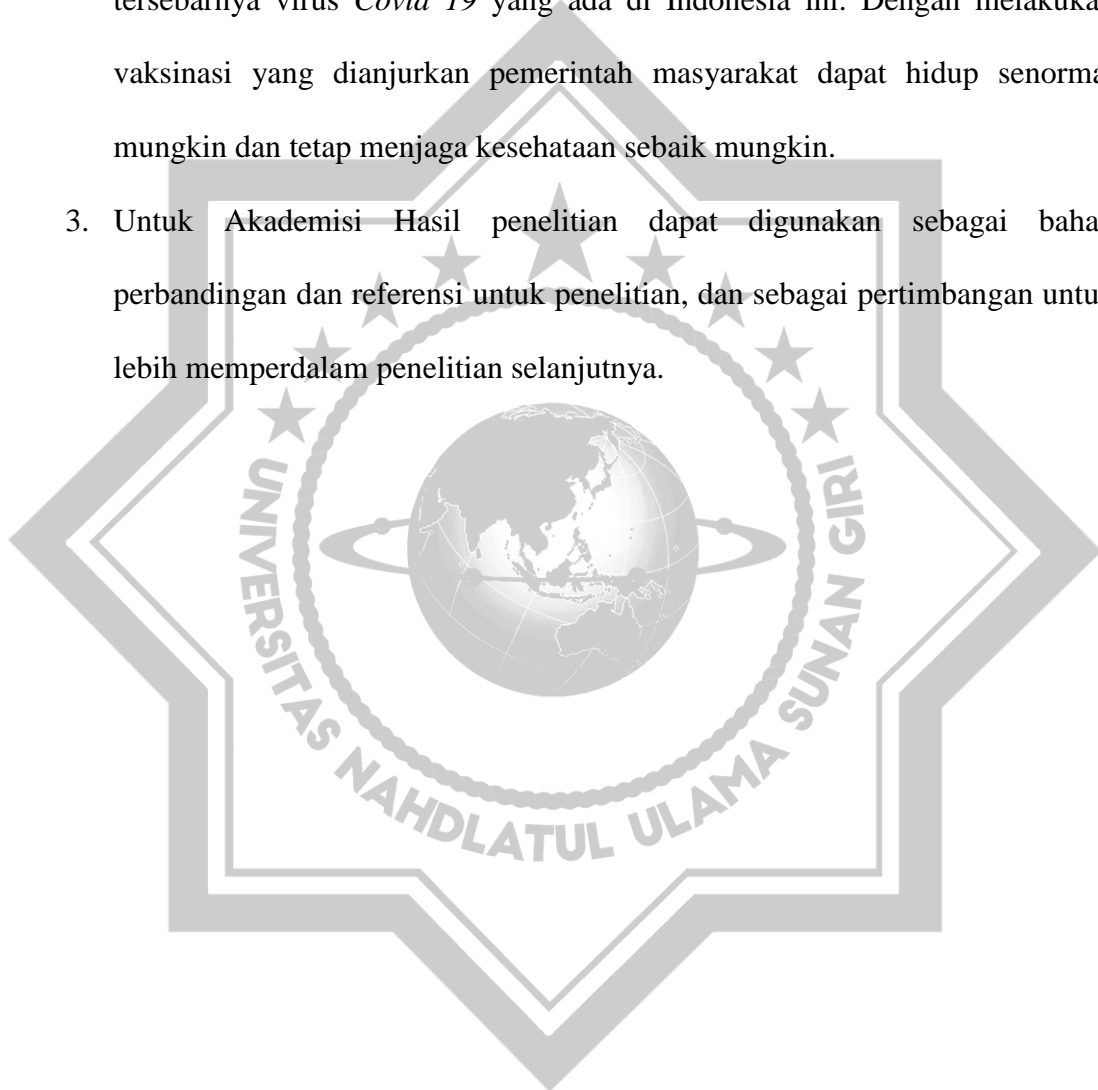 tersebarnya virus Covid 19 yang ada di Indonesia ini. Dengan melakuka
vaksinasi yang dianjurkan pemerintah masyarakat dapat hidup senorma
mungkin dan tetap menjaga kesehataan sebaik mungkin.
3. Untuk Akademisi Hasil penelitian dapat digunakan sebagai baha
perbandingan dan referensi untuk penelitian, dan sebagai pertimbangan untu
lebih memperdalam penelitian selanjutnya.
UNIVERSITAS NAHDLATUL ULAMA SUNAN GIRI